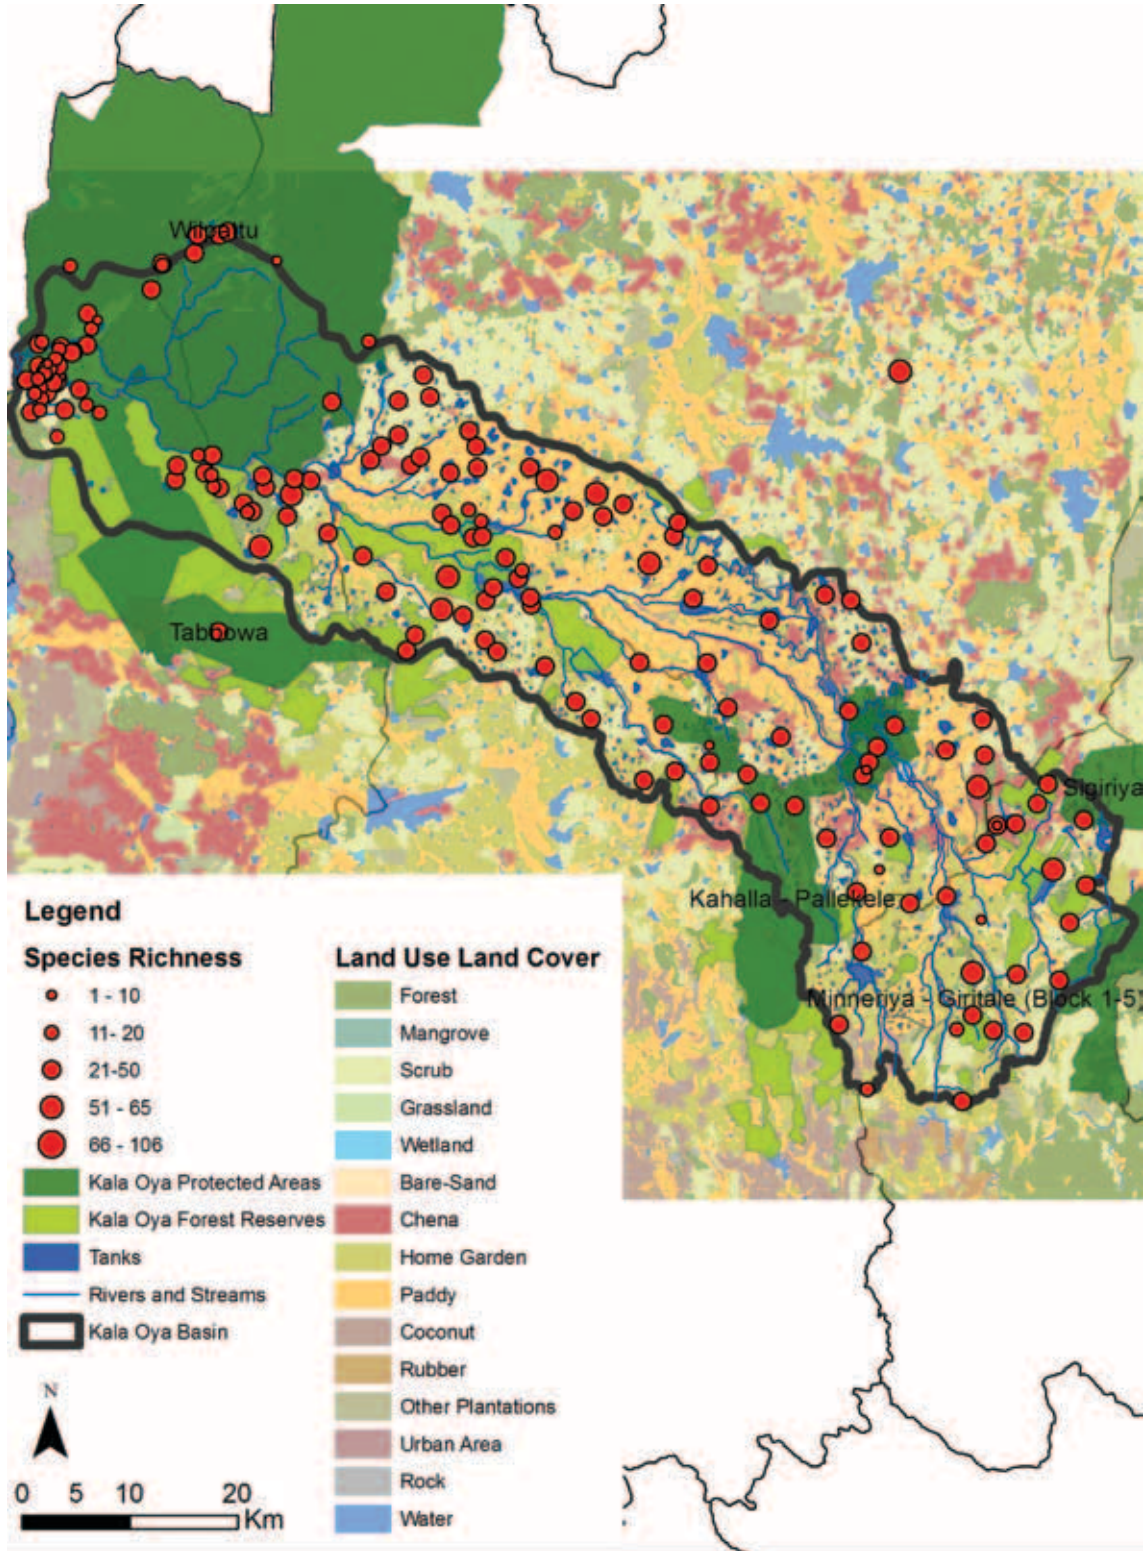 Wilpattu
Tabbowa
Sigiriya
Kahalla - Pallekele
Minneriya - Giritale (Block 1-5)
Legend
Species Richness
1 - 10
11- 20
21-50
51 - 65
66 - 106
Kala Oya Protected Areas
Kala Oya Forest Reserves
Tanks
Rivers and Streams
Kala Oya Basin
Land Use Land Cover
Forest
Mangrove
Scrub
Grassland
Wetland
Bare-Sand
Chena
Home Garden
Paddy
Coconut
Rubber
Other Plantations
Urban Area
Rock
Water
N
0 5 10 20
Km